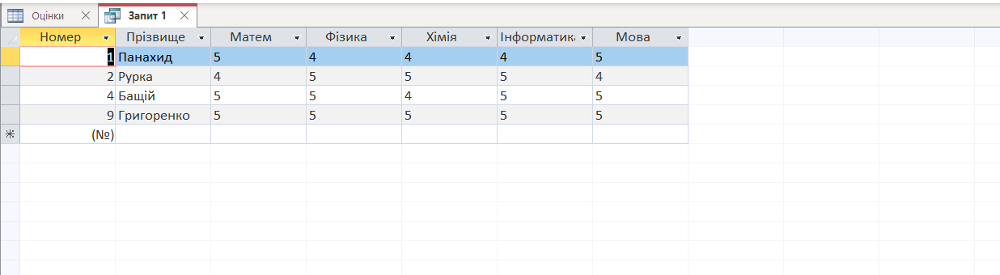 Оцінки Запит 1
Номер Прізвище Матем Фізика Хімія Інформатика Мова
1 Панахид 5 4 4 4 5
2 Рурка 4 5 5 5 4
4 Бащій 5 5 4 5 5
9 Григоренко 5 5 5 5 5
(№)